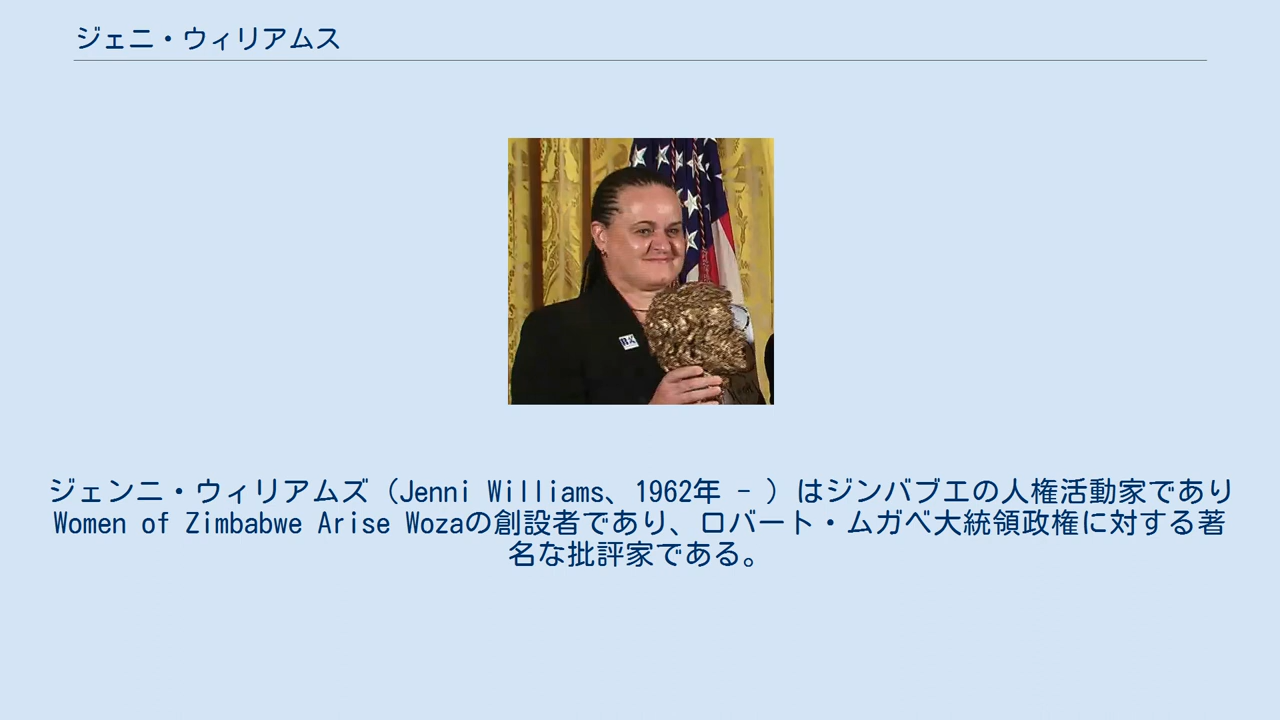 ジェニ・ウィリアムス
ジェンニ・ウィリアムズ（Jenni Williams、1962年 - ）はジンバブエの人権活動家であり
Women of Zimbabwe Arise Wozaの創設者であり、ロバート・ムガベ大統領政権に対する著
名な批評家である。